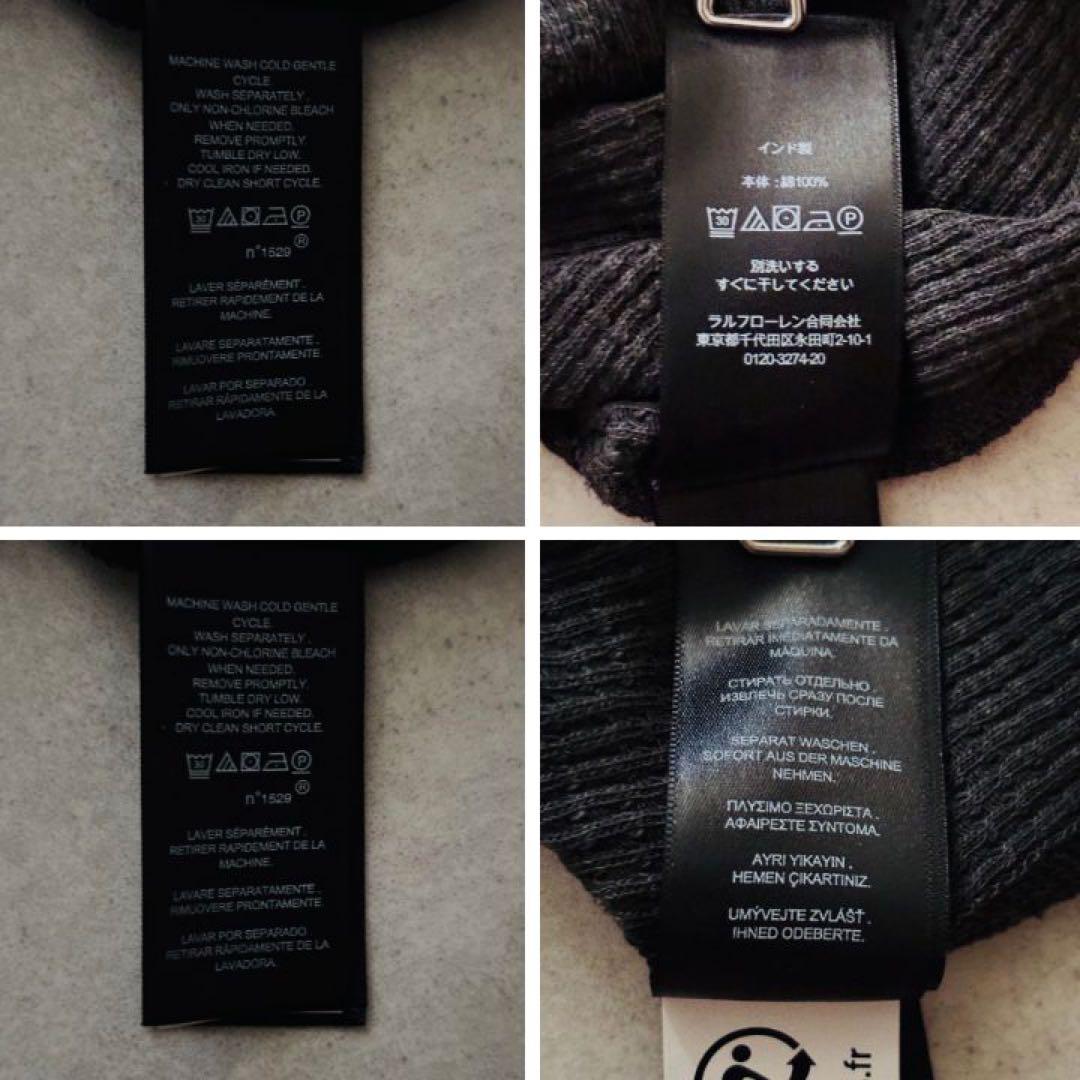 MACHINE WASH COLD GENTLE
CYCLE
WASH SEPARATELY.
ONLY NON-CHLORINE BLEACH
WHEN NEEDED.
REMOVE PROMPTLY.
TUMBLE DRY LOW.
COOL IRON IF NEEDED.
DRY CLEAN SHORT CYCLE.
30 P
n°1529 ®
LAVER SÉPARÉMENT.
RETIRER RAPIDEMENT DE LA
MACHINE.
LAVARE SEPARATAMENTE.
RIMUOVERE PRONTAMENTE.
LAVAR POR SEPARADO
RETIRAR RÁPIDAMENTE DE LA
LAVADORA.
インド製
本体:綿100%
30 P
別洗いする
すぐに干してください
ラルフローレン合同会社
東京都千代田区永田町2-10-1
0120-3274-20
MACHINE WASH COLD GENTLE
CYCLE
WASH SEPARATELY.
ONLY NON-CHLORINE BLEACH
WHEN NEEDED.
REMOVE PROMPTLY.
TUMBLE DRY LOW.
COOL IRON IF NEEDED.
DRY CLEAN SHORT CYCLE.
30 P
n°1529 ®
LAVER SÉPARÉMENT.
RETIRER RAPIDEMENT DE LA
MACHINE.
LAVARE SEPARATAMENTE.
RIMUOVERE PRONTAMENTE.
LAVAR POR SEPARADO
RETIRAR RÁPIDAMENTE DE LA
LAVADORA.
LAVAR SEPARADAMENTE.
RETIRAR IMEDIATAMENTE DA
MÁQUINA.
СТИРАТЬ ОТДЕЛЬНО
ИЗВЛЕЧЬ СРАЗУ ПОСЛЕ
СТИРКИ.
SEPARAT WASCHEN.
SOFORT AUS DER MASCHINE
NEHMEN.
ΠΛΥΣΙΜΟ ΞΕΧΩΡΙΣΤΑ.
ΑΦΑΙΡΕΣΤΕ ΣΥΝΤΟΜΑ.
AYRI YIKAYIN.
HEMEN ÇIKARTINIZ.
UMÝVEJTE ZVLÁŠŤ.
IHNED ODEBERTE.
.fr